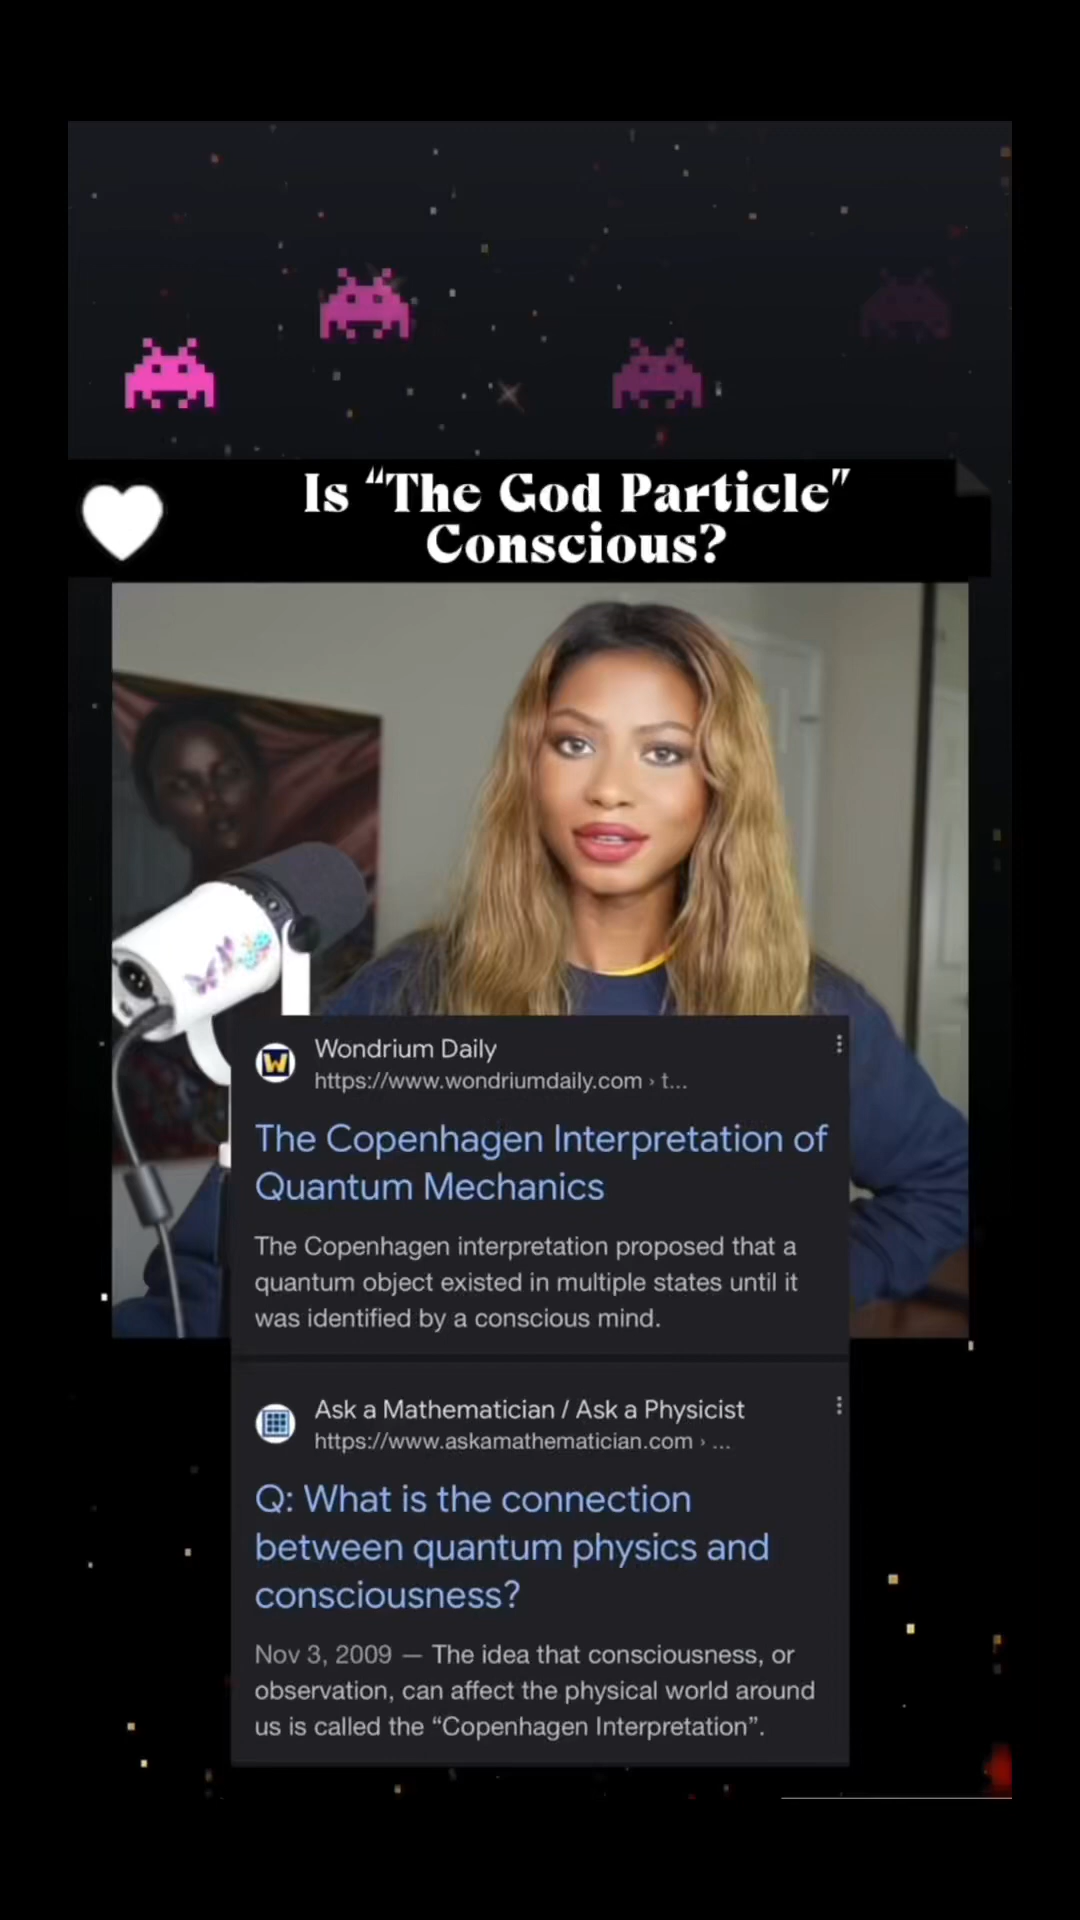 Is “The God Particle”
Conscious?
Wondrium Daily
https://www.wondriumdaily.com › t...
The Copenhagen Interpretation of
Quantum Mechanics
The Copenhagen interpretation proposed that a
quantum object existed in multiple states until it
was identified by a conscious mind.
Ask a Mathematician / Ask a Physicist
https://www.askamathematician.com › ...
Q: What is the connection
between quantum physics and
consciousness?
Nov 3, 2009 — The idea that consciousness, or
observation, can affect the physical world around
us is called the “Copenhagen Interpretation”.